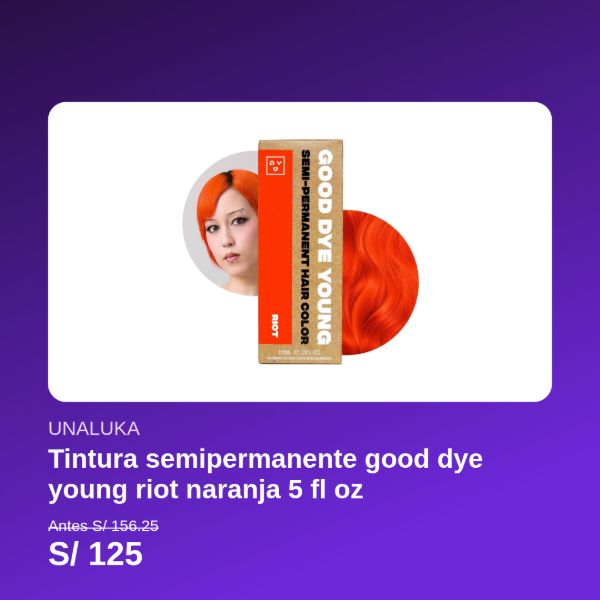 GOOD DYE YOUNG
SEMI-PERMANENT HAIR COLOR
RIOT
UNALUKA
Tintura semipermanente good dye
young riot naranja 5 fl oz
Antes S/ 156.25
S/ 125